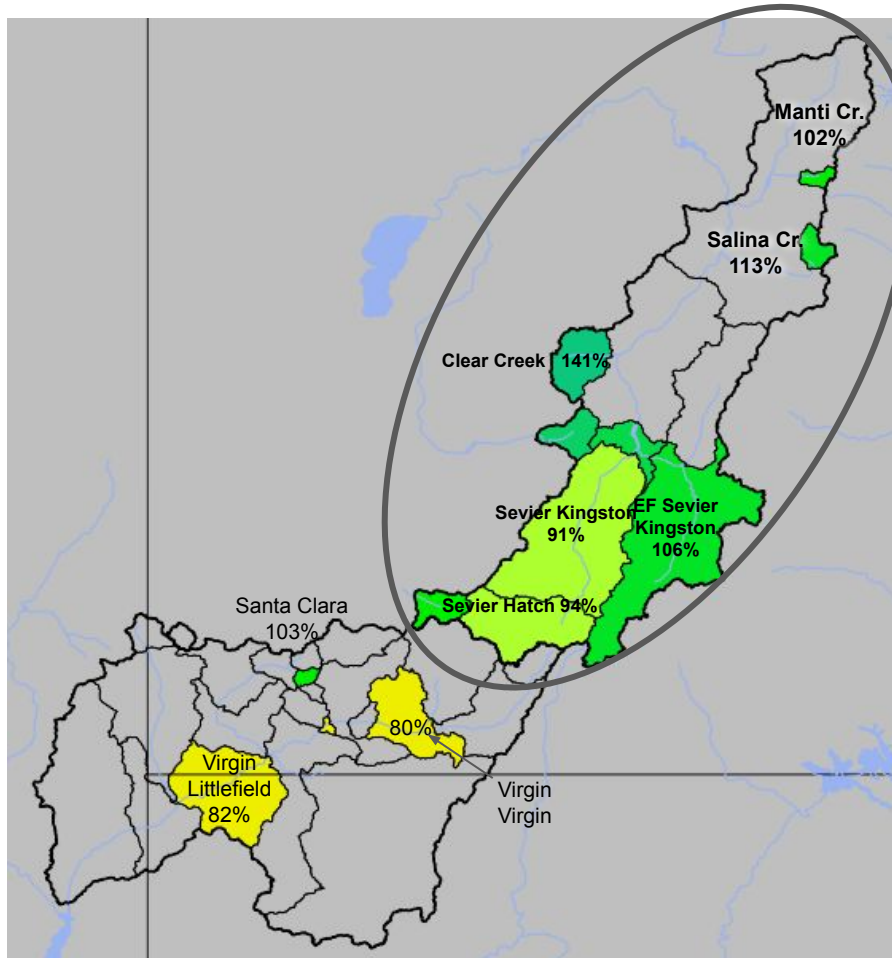 Manti Cr.
102%
Salina Cr.
113%
Clear Creek
141%
Sevier Kingston
91%
EF Sevier
Kingston
106%
Sevier Hatch 94%
Santa Clara
103%
80%
Virgin
Littlefield
82%
Virgin
Virgin